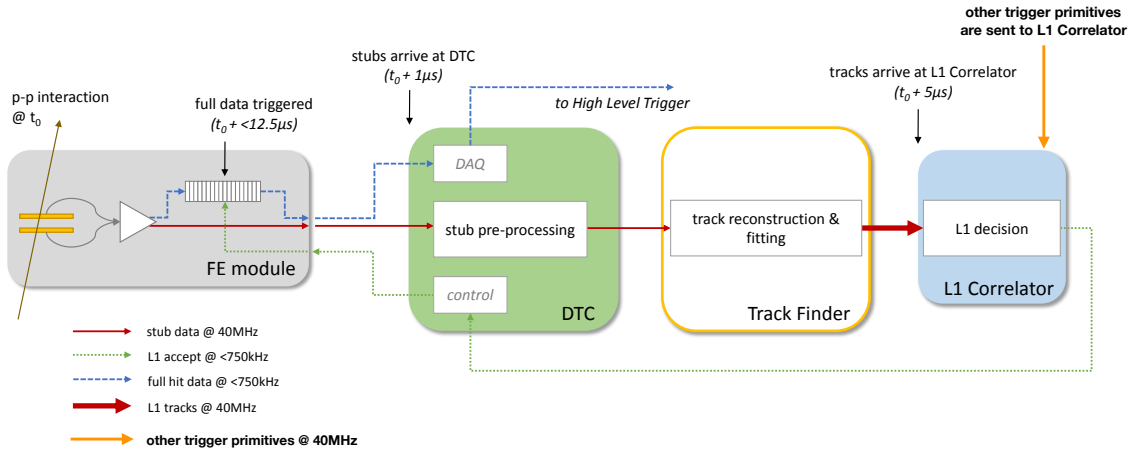 other trigger primitives
are sent to L1 Correlator
stubs arrive at DTC
(t0 + 1μs)
tracks arrive at L1 Correlator
(t0 + 5μs)
p-p interaction
@ t0
full data triggered
(t0 + <12.5μs)
to High Level Trigger
DAQ
stub pre-processing
track reconstruction &
fitting
L1 decision
FE module
control
DTC
Track Finder
L1 Correlator
stub data @ 40MHz
L1 accept @ <750kHz
full hit data @ <750kHz
L1 tracks @ 40MHz
other trigger primitives @ 40MHz